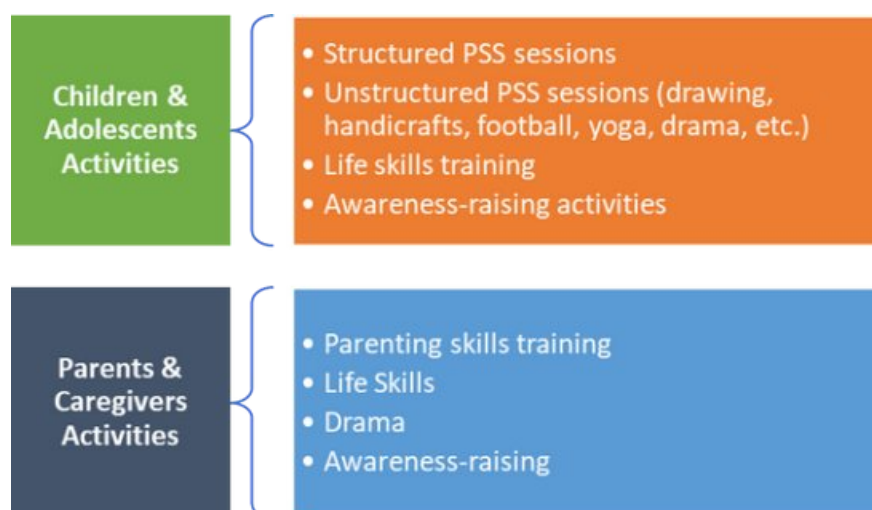 Children &
Adolescents
Activities
• Structured PSS sessions
• Unstructured PSS sessions (drawing,
handicrafts, football, yoga, drama, etc.)
• Life skills training
• Awareness-raising activities
Parents &
Caregivers
Activities
• Parenting skills training
• Life Skills
• Drama
• Awareness-raising